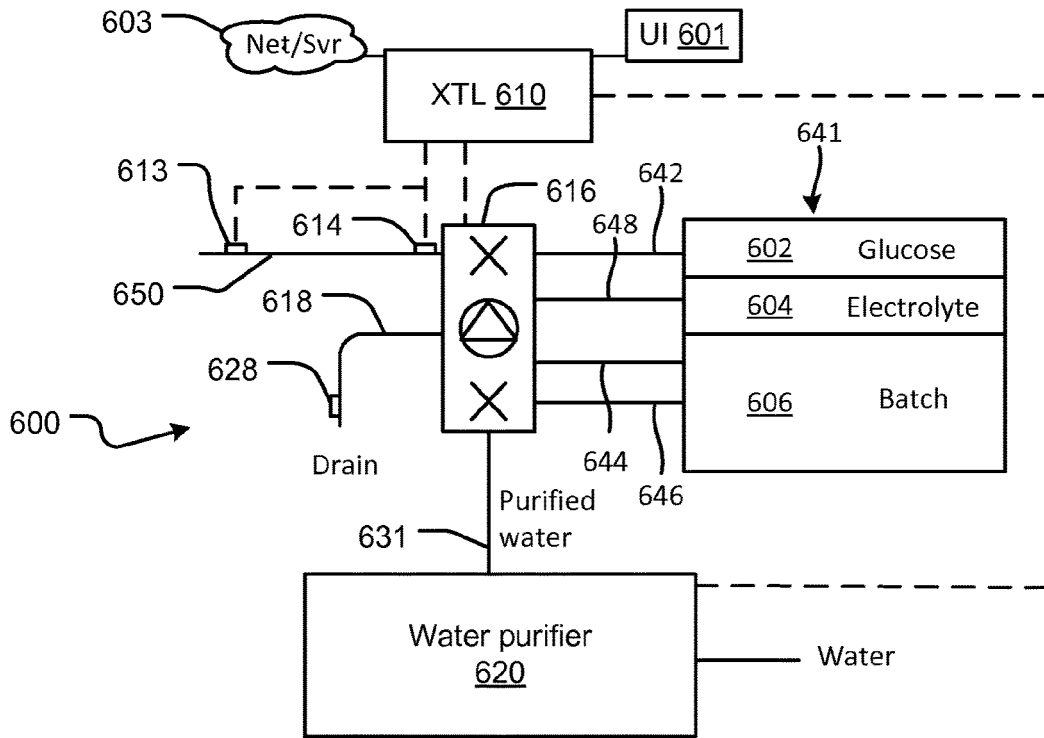 603
Net/Svr
UI 601
XTL 610
641
613
614
616
642
648
602 Glucose
650
618
604 Electrolyte
628
606 Batch
600
Drain
644
646
Purified
water
631
Water purifier
620
Water